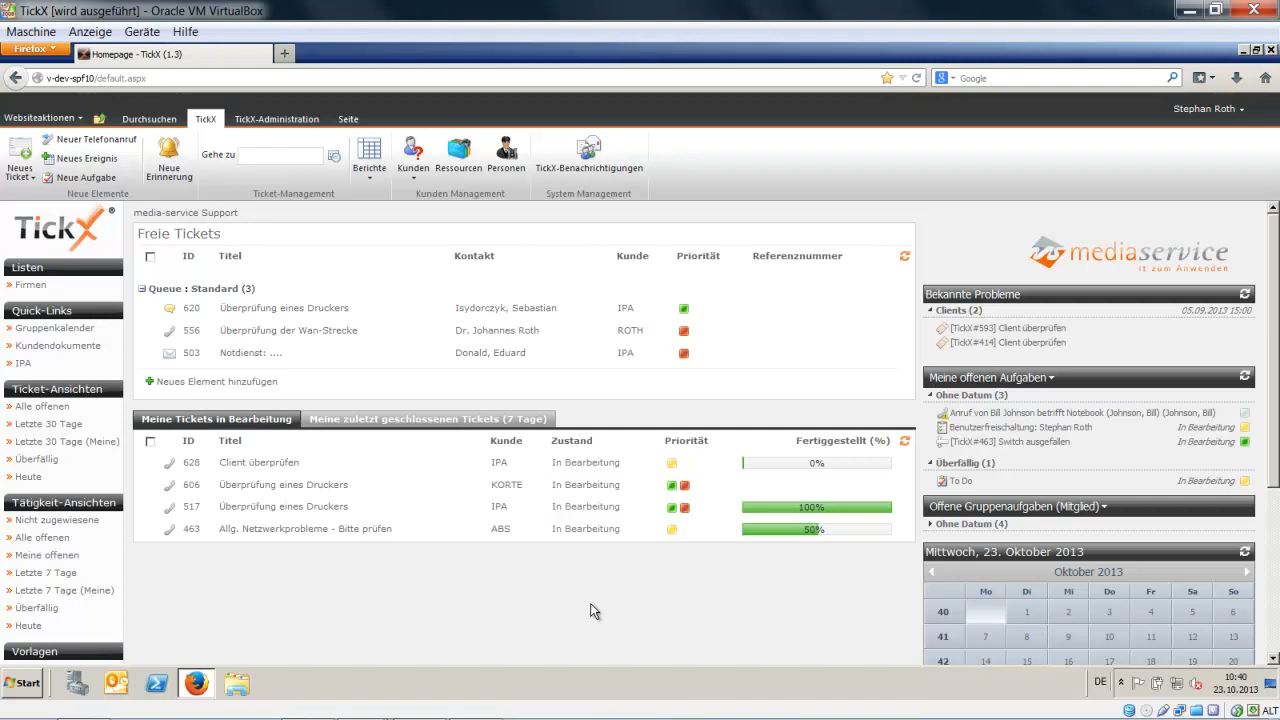 TickX [wird ausgeführt] - Oracle VM VirtualBox
Maschine Anzeige Geräte Hilfe
Firefox
Homepage - TickX (1.3)
v-dev-spf10/default.aspx
Google
Stephan Roth
Websiteaktionen Durchsuchen TickX TickX-Administration Seite
Neues Ticket
Neuer Telefonanruf
Neues Ereignis
Neue Aufgabe
Neue Erinnerung
Gehe zu
Berichte
Kunden
Ressourcen
Personen
TickX-Benachrichtigungen
Neue Elemente
Ticket-Management
Kunden Management
System Management
TickX ®
Listen
Firmen
Quick-Links
Gruppenkalender
Kundendokumente
IPA
Ticket-Ansichten
Alle offenen
Letzte 30 Tage
Letzte 30 Tage (Meine)
Überfällig
Heute
Tätigkeit-Ansichten
Nicht zugewiesene
Alle offenen
Meine offenen
Letzte 7 Tage
Letzte 7 Tage (Meine)
Überfällig
Heute
Vorlagen
media-service Support
Freie Tickets
ID Titel Kontakt Kunde Priorität Referenznummer
Queue : Standard (3)
620 Überprüfung eines Druckers Isydorczyk, Sebastian IPA
556 Überprüfung der Wan-Strecke Dr. Johannes Roth ROTH
503 Notdienst: .... Donald, Eduard IPA
Neues Element hinzufügen
Meine Tickets in Bearbeitung Meine zuletzt geschlossenen Tickets (7 Tage)
ID Titel Kunde Zustand Priorität Fertiggestellt (%)
628 Client überprüfen IPA In Bearbeitung 0%
606 Überprüfung eines Druckers KORTE In Bearbeitung
517 Überprüfung eines Druckers IPA In Bearbeitung 100%
463 Allg. Netzwerkprobleme - Bitte prüfen ABS In Bearbeitung 50%
mediaservice
it zum Anwenden
Bekannte Probleme
Clients (2) 05.09.2013 15:00
[TickX#593] Client überprüfen
[TickX#414] Client überprüfen
Meine offenen Aufgaben
Ohne Datum (3)
Anruf von Bill Johnson betrifft Notebook (Johnson, Bill) (Johnson, Bill)
Benutzerfreischaltung: Stephan Roth In Bearbeitung
[TickX#463] Switch ausgefallen In Bearbeitung
Überfällig (1)
To Do In Bearbeitung
Offene Gruppenaufgaben (Mitglied)
Ohne Datum (4)
Mittwoch, 23. Oktober 2013
Oktober 2013
Mo Di Mi Do Fr Sa So
40 1 2 3 4 5 6
41 7 8 9 10 11 12 13
42 14 15 16 17 18 19 20
Start
DE
10:40
23.10.2013
ALT